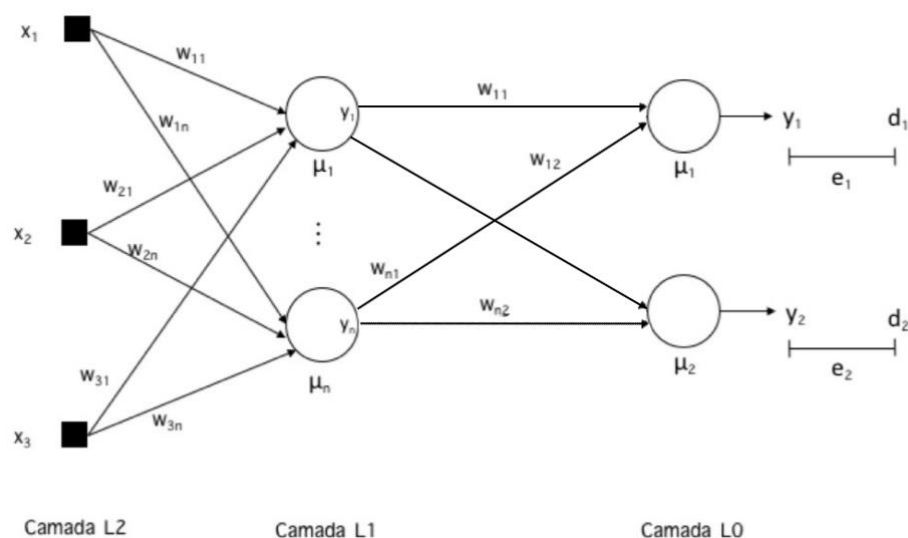 x₁
w₁₁
w₁ₙ
w₂₁
x₂
w₂ₙ
w₃₁
w₃ₙ
x₃
y₁
μ₁
⋮
yₙ
μₙ
w₁₁
w₁₂
wₙ₁
wₙ₂
μ₁
μ₂
y₁ d₁
e₁
y₂ d₂
e₂
Camada L2 Camada L1 Camada L0